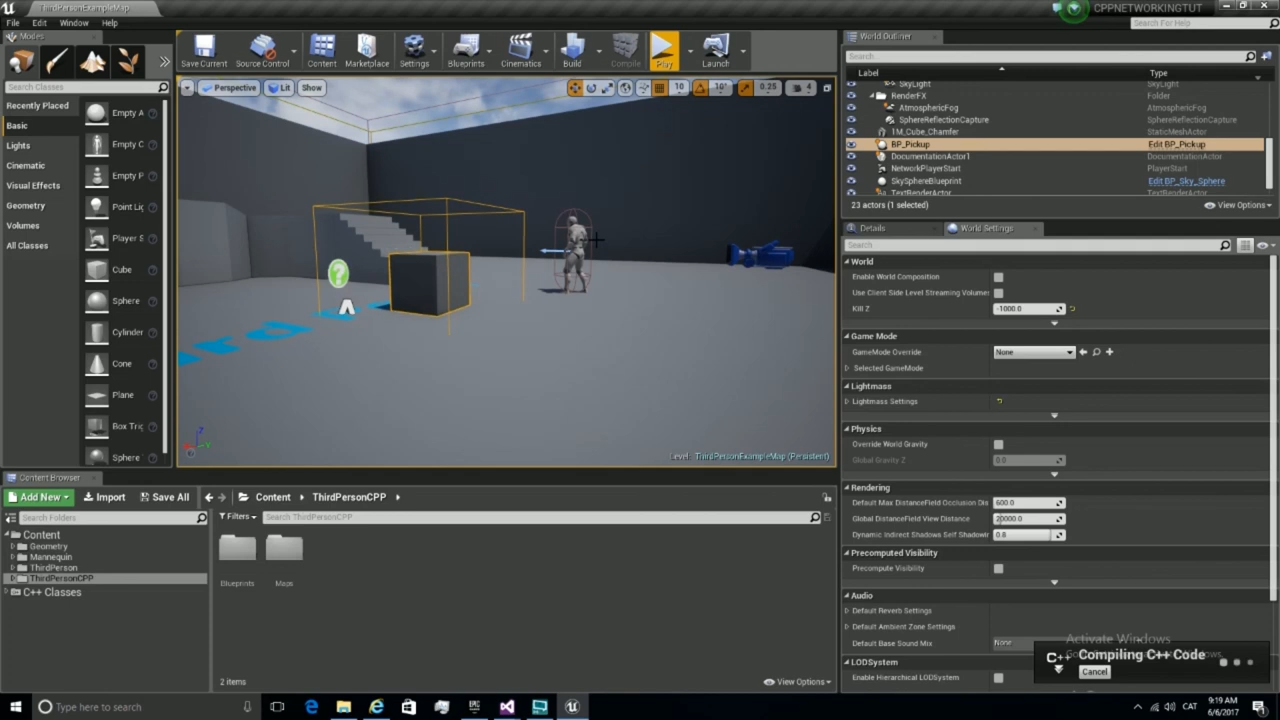 ThirdPersonExampleMap
CPPNETWORKINGTUT
File Edit Window Help
Search For Help
Modes
World Outliner
Save Current Source Control Content Marketplace Settings Blueprints Cinematics Build Compile Play Launch
Search...
Label Type
Search Classes
Perspective Lit Show 10 10° 0.25 4
SkyLight SkyLight
RenderFX Folder
AtmosphericFog AtmosphericFog
SphereReflectionCapture SphereReflectionCapture
1M_Cube_Chamfer StaticMeshActor
BP_Pickup Edit BP_Pickup
DocumentationActor1 DocumentationActor
NetworkPlayerStart PlayerStart
SkySphereBlueprint Edit BP_Sky_Sphere
TextRenderActor TextRenderActor
23 actors (1 selected) View Options
Recently Placed
Basic
Lights
Cinematic
Visual Effects
Geometry
Volumes
All Classes
Empty A
Empty C
Empty P
Point Lig
Player S
Cube
Sphere
Cylinder
Cone
Plane
Box Trig
Sphere
Level: ThirdPersonExampleMap (Persistent)
Details World Settings
Search
World
Enable World Composition
Use Client Side Level Streaming Volumes
Kill Z -1000.0
Game Mode
GameMode Override None
Selected GameMode
Lightmass
Lightmass Settings
Physics
Override World Gravity
Global Gravity Z 0.0
Rendering
Default Max DistanceField Occlusion Dis 600.0
Global DistanceField View Distance 20000.0
Dynamic Indirect Shadows Self Shadowin 0.8
Precomputed Visibility
Precompute Visibility
Audio
Default Reverb Settings
Default Ambient Zone Settings
Default Base Sound Mix None
LODSystem
Enable Hierarchical LODSystem
Activate Windows
C++ Compiling C++ Code
Cancel
Content Browser
Add New Import Save All Content ThirdPersonCPP
Search Folders
Filters Search ThirdPersonCPP
Content
Geometry
Mannequin
ThirdPerson
ThirdPersonCPP
C++ Classes
Blueprints Maps
2 items View Options
Type here to search
CAT
9:19 AM
6/6/2017